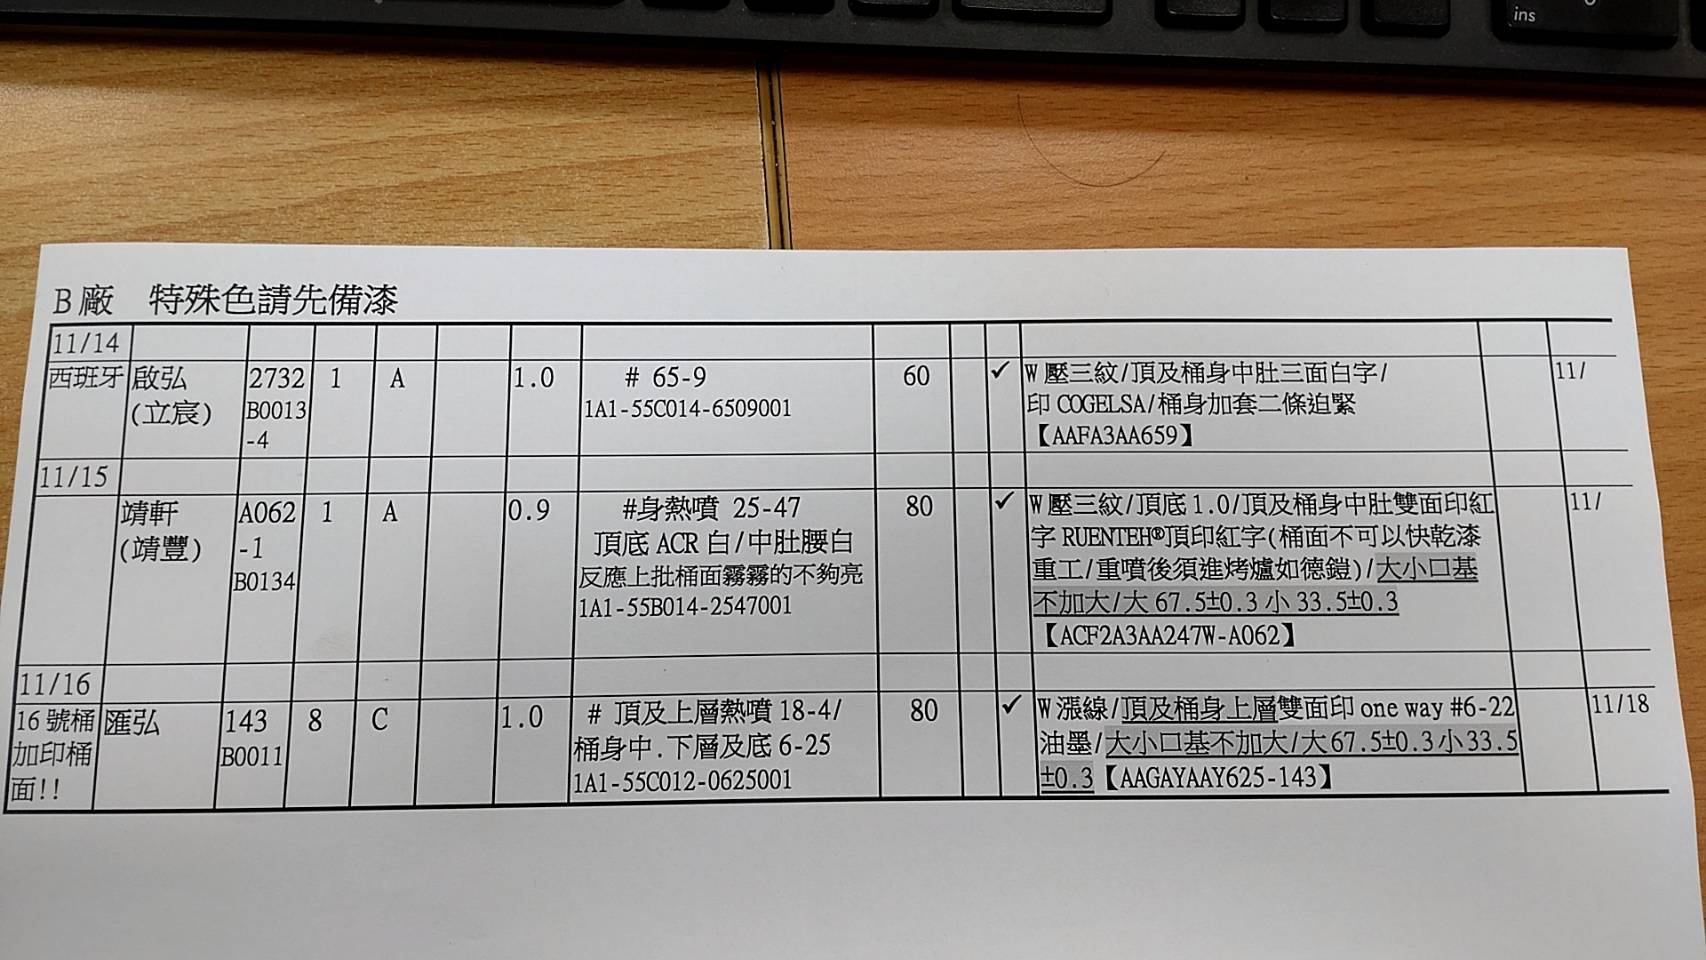 ins
B 廠 特殊色請先備漆
11/14
西班牙 啟弘 2732 1 A 1.0 # 65-9 60 ✓ W 壓三紋/頂及桶身中肚三面白字/ 11/
(立宸) B0013 1A1-55C014-6509001 印 COGELSA/桶身加套二條迫緊
-4 【AAFA3AA659】
11/15
靖軒 A062 1 A 0.9 #身熱噴 25-47 80 ✓ W 壓三紋/頂底 1.0/頂及桶身中肚雙面印紅 11/
(靖豐) -1 頂底 ACR 白/中肚腰白 字 RUENTEH®頂印紅字(桶面不可以快乾漆
B0134 反應上批桶面霧霧的不夠亮 重工/重噴後須進烤爐如德鎧)/大小口基
1A1-55B014-2547001 不加大/大 67.5±0.3 小 33.5±0.3
【ACF2A3AA247W-A062】
11/16
16 號桶 匯弘 143 8 C 1.0 # 頂及上層熱噴 18-4/ 80 ✓ W 漲線/頂及桶身上層雙面印 one way #6-22 11/18
加印桶 B0011 桶身中.下層及底 6-25 油墨/大小口基不加大/大 67.5±0.3 小 33.5
面!! 1A1-55C012-0625001 ±0.3【AAGAYAAY625-143】